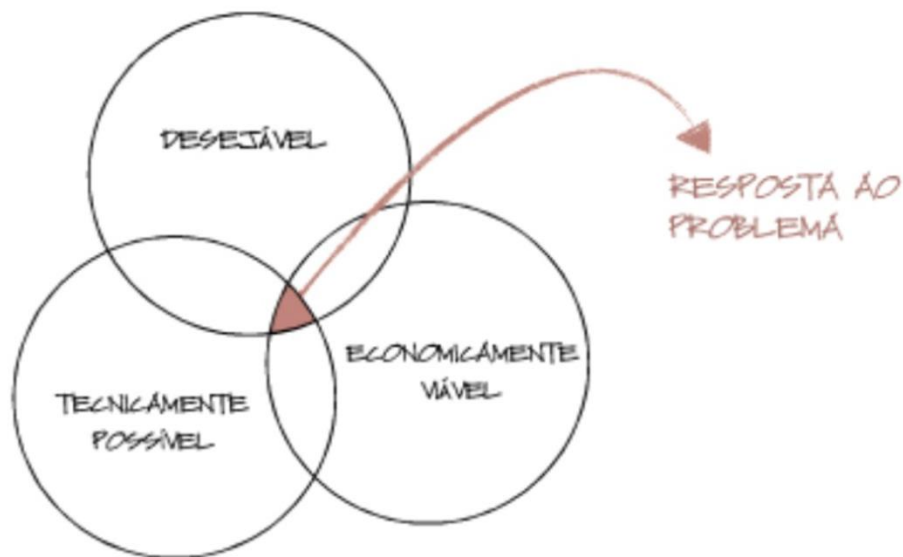 DESEJÁVEL
RESPOSTA AO
PROBLEMA
ECONOMICAMENTE
VIÁVEL
TECNICAMENTE
POSSÍVEL